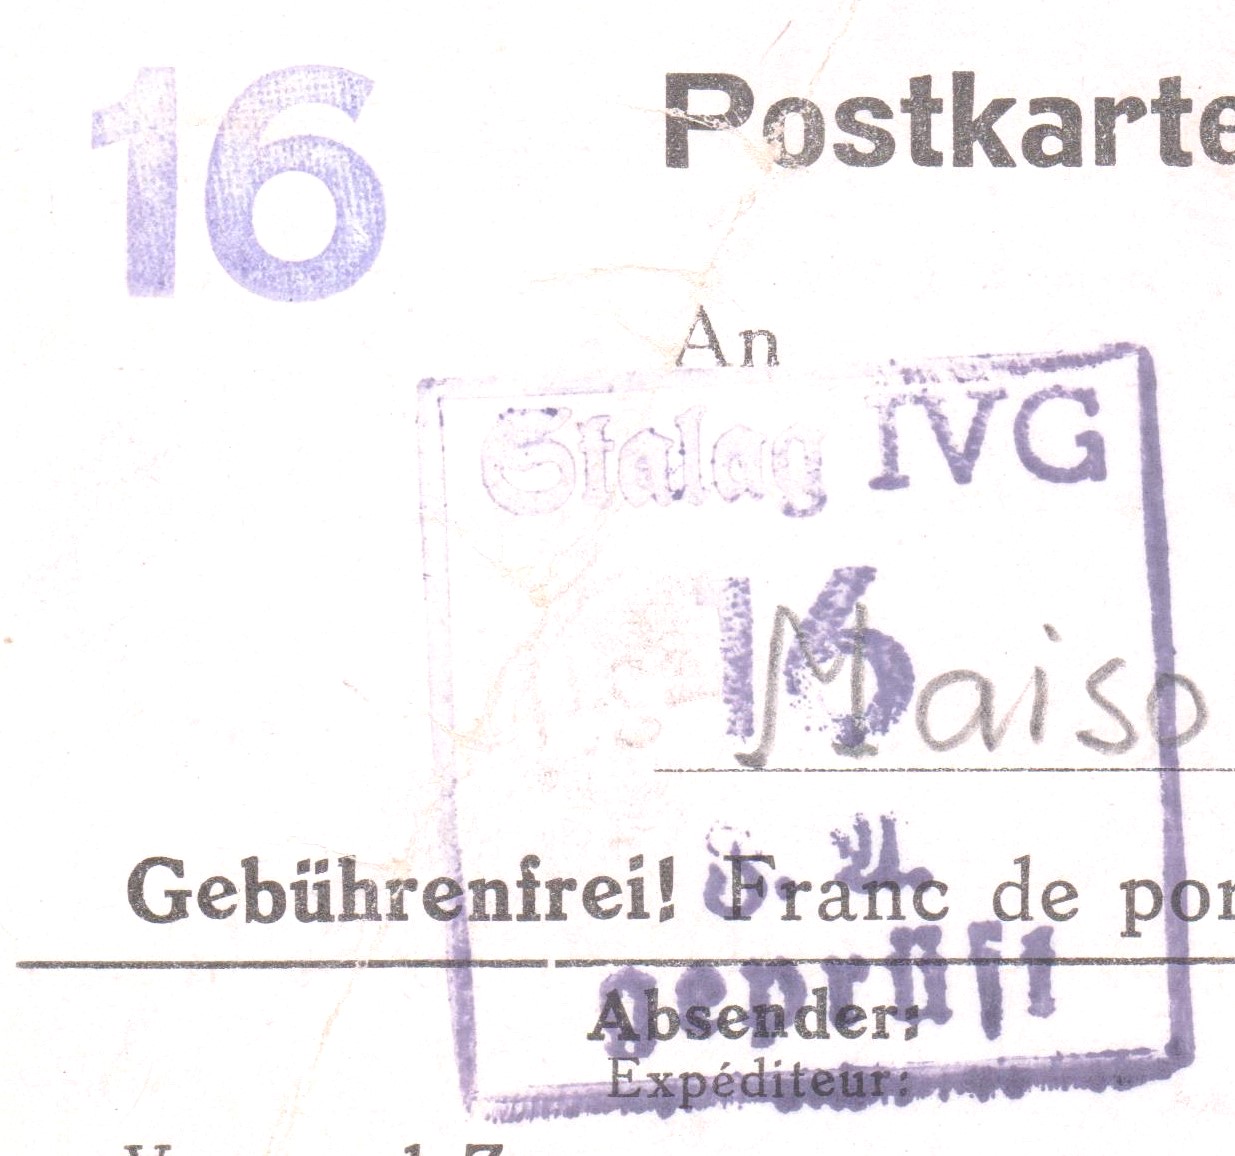 16
Postkarte
An
Stalag IVG
16
Maiso
Gebührenfrei! Franc de por
geprüft
Absender:
Expéditeur: